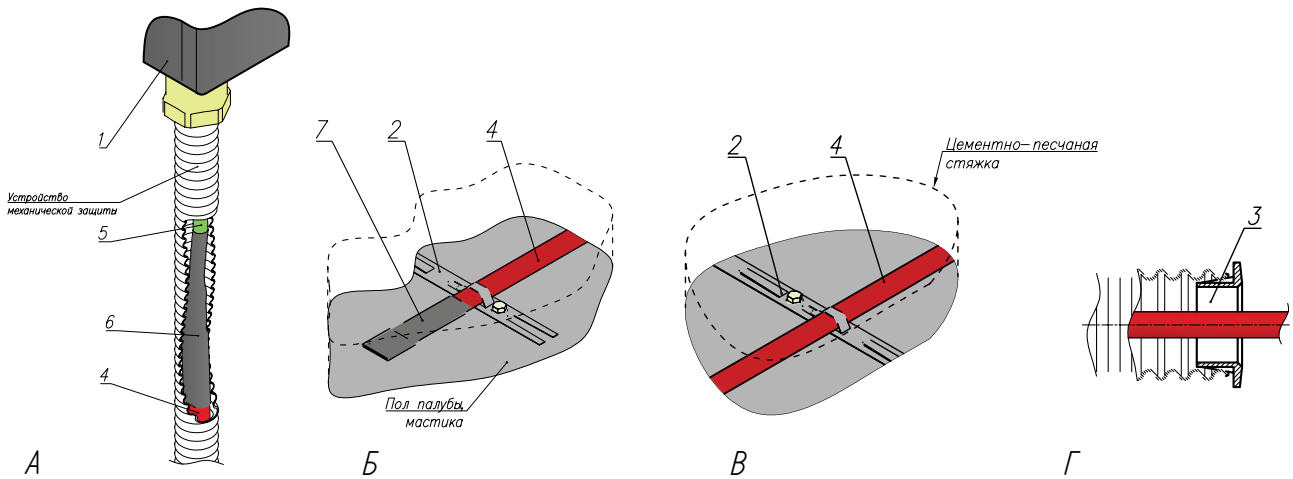 1
Устройство
механической защиты
5
6
4
А
7 2 4
Пол палубы,
мастика
Б
2 4
Цементно-песчаная
стяжка
В
3
Г